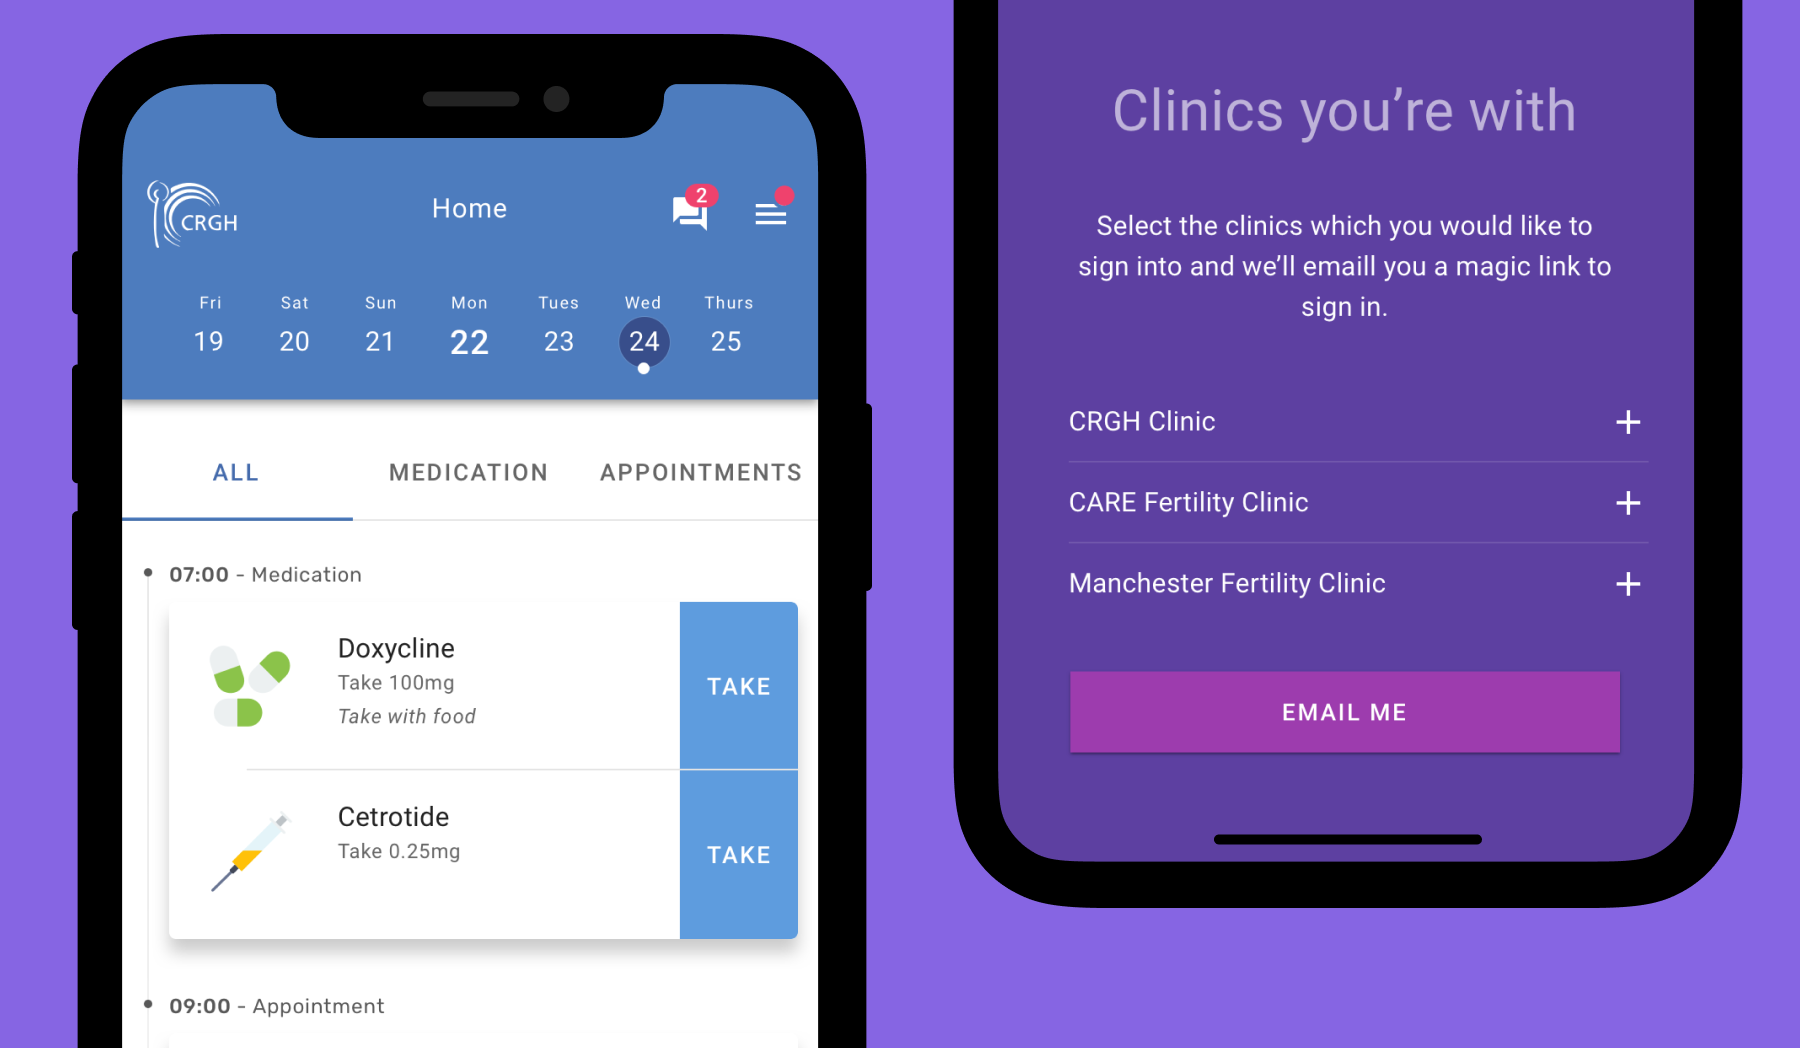 CRGH
Home
2
Fri Sat Sun Mon Tues Wed Thurs
19 20 21 22 23 24 25
ALL MEDICATION APPOINTMENTS
07:00 - Medication
Doxycline
Take 100mg
Take with food
TAKE
Cetrotide
Take 0.25mg
TAKE
09:00 - Appointment
Clinics you’re with
Select the clinics which you would like to
sign into and we’ll emaill you a magic link to
sign in.
CRGH Clinic
CARE Fertility Clinic
Manchester Fertility Clinic
EMAIL ME